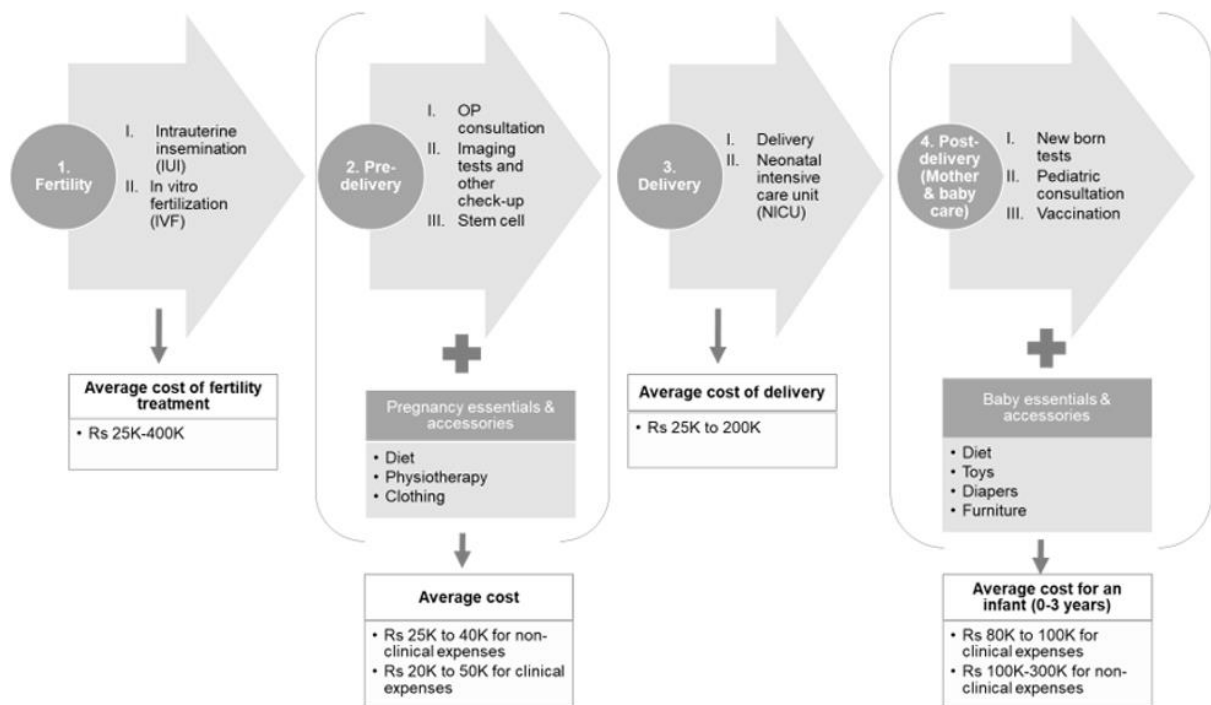 1.
Fertility
I. Intrauterine
insemination
(IUI)
II. In vitro
fertilization
(IVF)
2. Pre-
delivery
I. OP
consultation
II. Imaging
tests and
other
check-up
III. Stem cell
3.
Delivery
I. Delivery
II. Neonatal
intensive
care unit
(NICU)
4. Post-
delivery
(Mother
& baby
care)
I. New born
tests
II. Pediatric
consultation
III. Vaccination
Average cost of fertility
treatment
• Rs 25K-400K
Pregnancy essentials &
accessories
• Diet
• Physiotherapy
• Clothing
Average cost
• Rs 25K to 40K for non-
clinical expenses
• Rs 20K to 50K for clinical
expenses
Average cost of delivery
• Rs 25K to 200K
Baby essentials &
accessories
• Diet
• Toys
• Diapers
• Furniture
Average cost for an
infant (0-3 years)
• Rs 80K to 100K for
clinical expenses
• Rs 100K-300K for non-
clinical expenses